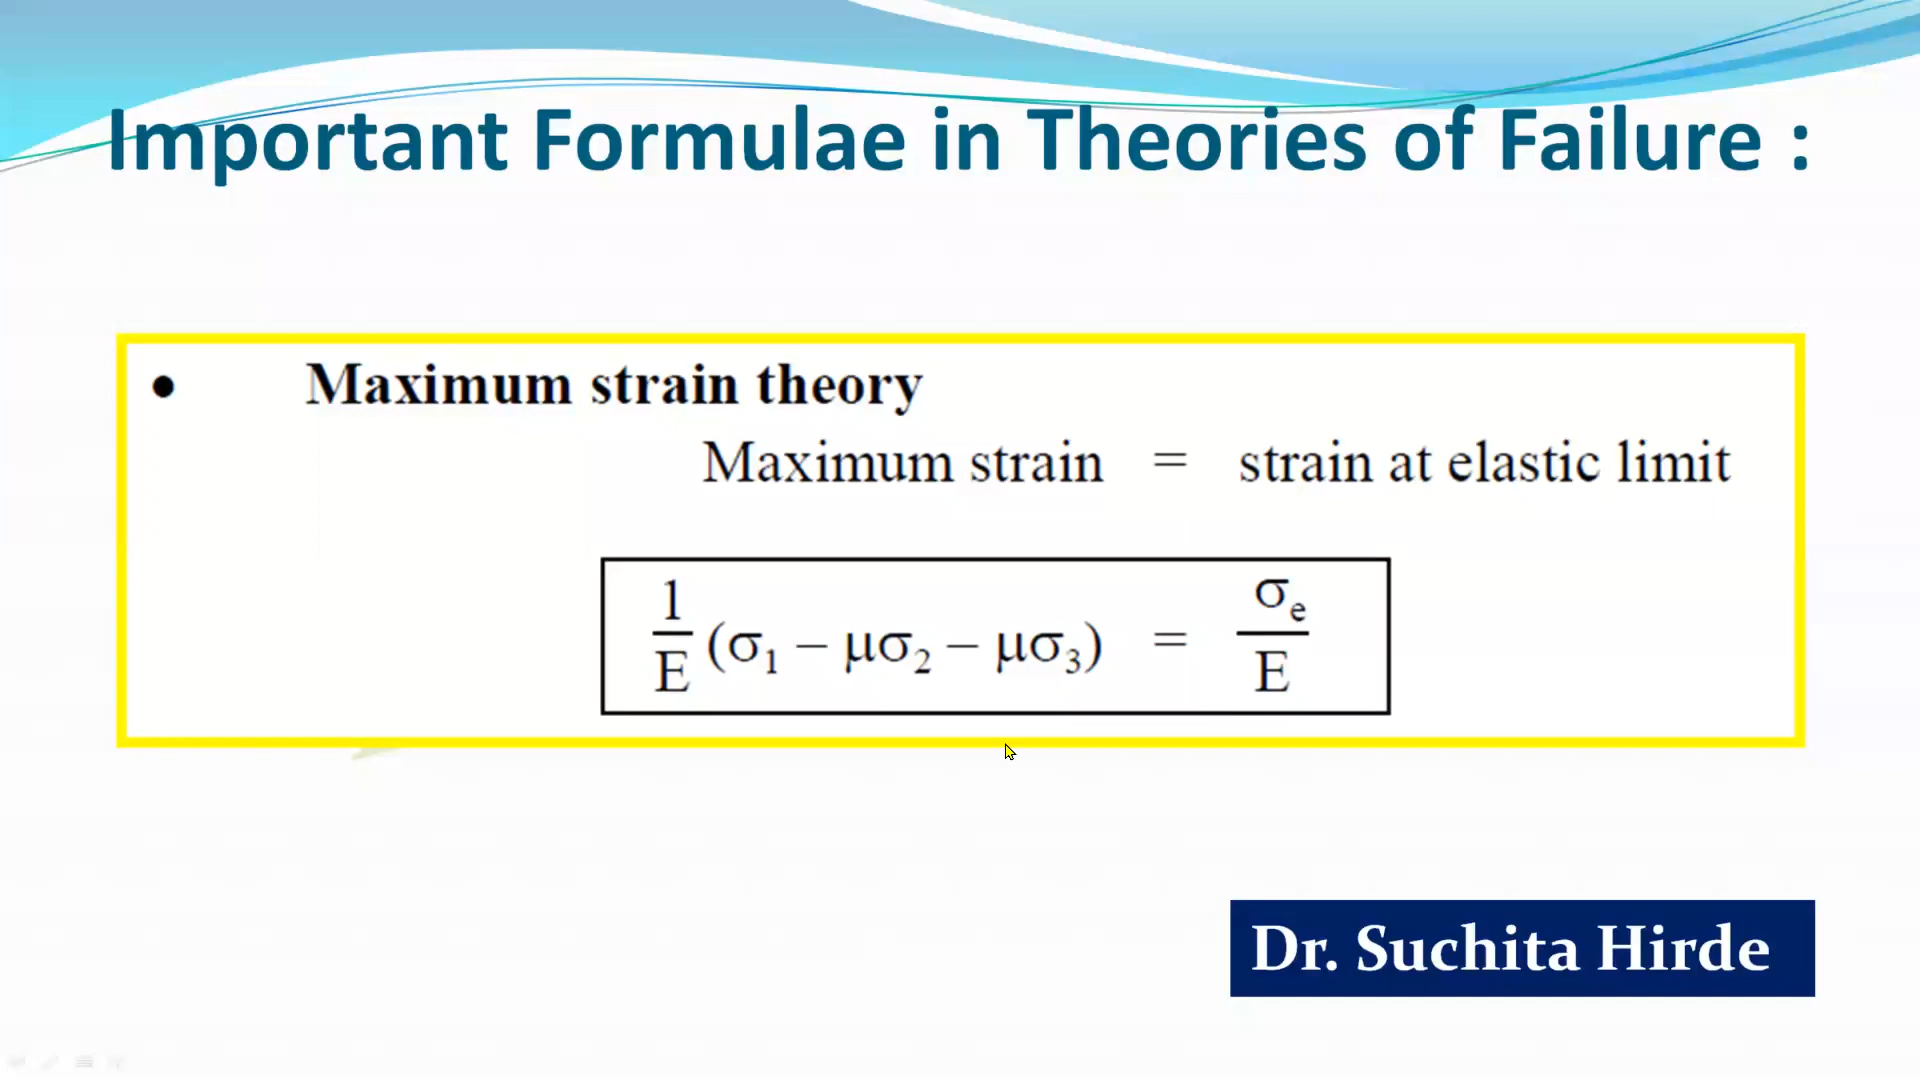 Important Formulae in Theories of Failure :
• Maximum strain theory
Maximum strain = strain at elastic limit
1/E (σ₁ – μσ₂ – μσ₃) = σₑ/E
Dr. Suchita Hirde